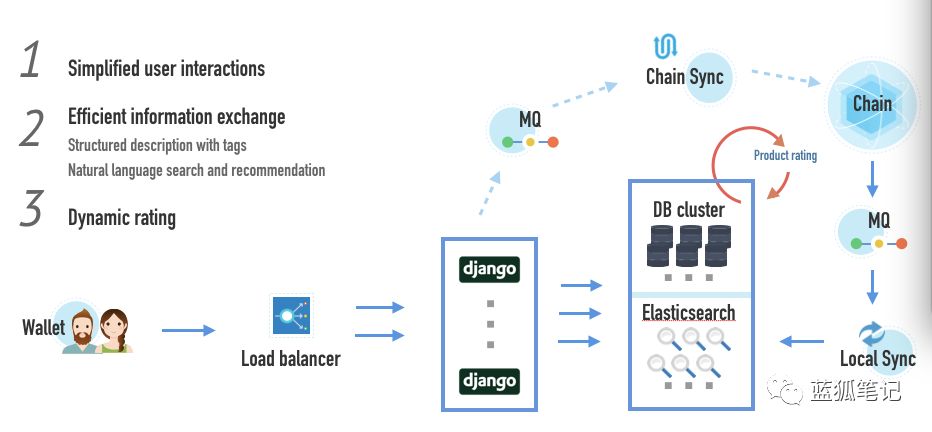 1
Simplified user interactions
2
Efficient information exchange
Structured description with tags
Natural language search and recommendation
3
Dynamic rating
Wallet
Load balancer
django
django
MQ
Chain Sync
Chain
Product rating
DB cluster
Elasticsearch
MQ
Local Sync
蓝狐笔记